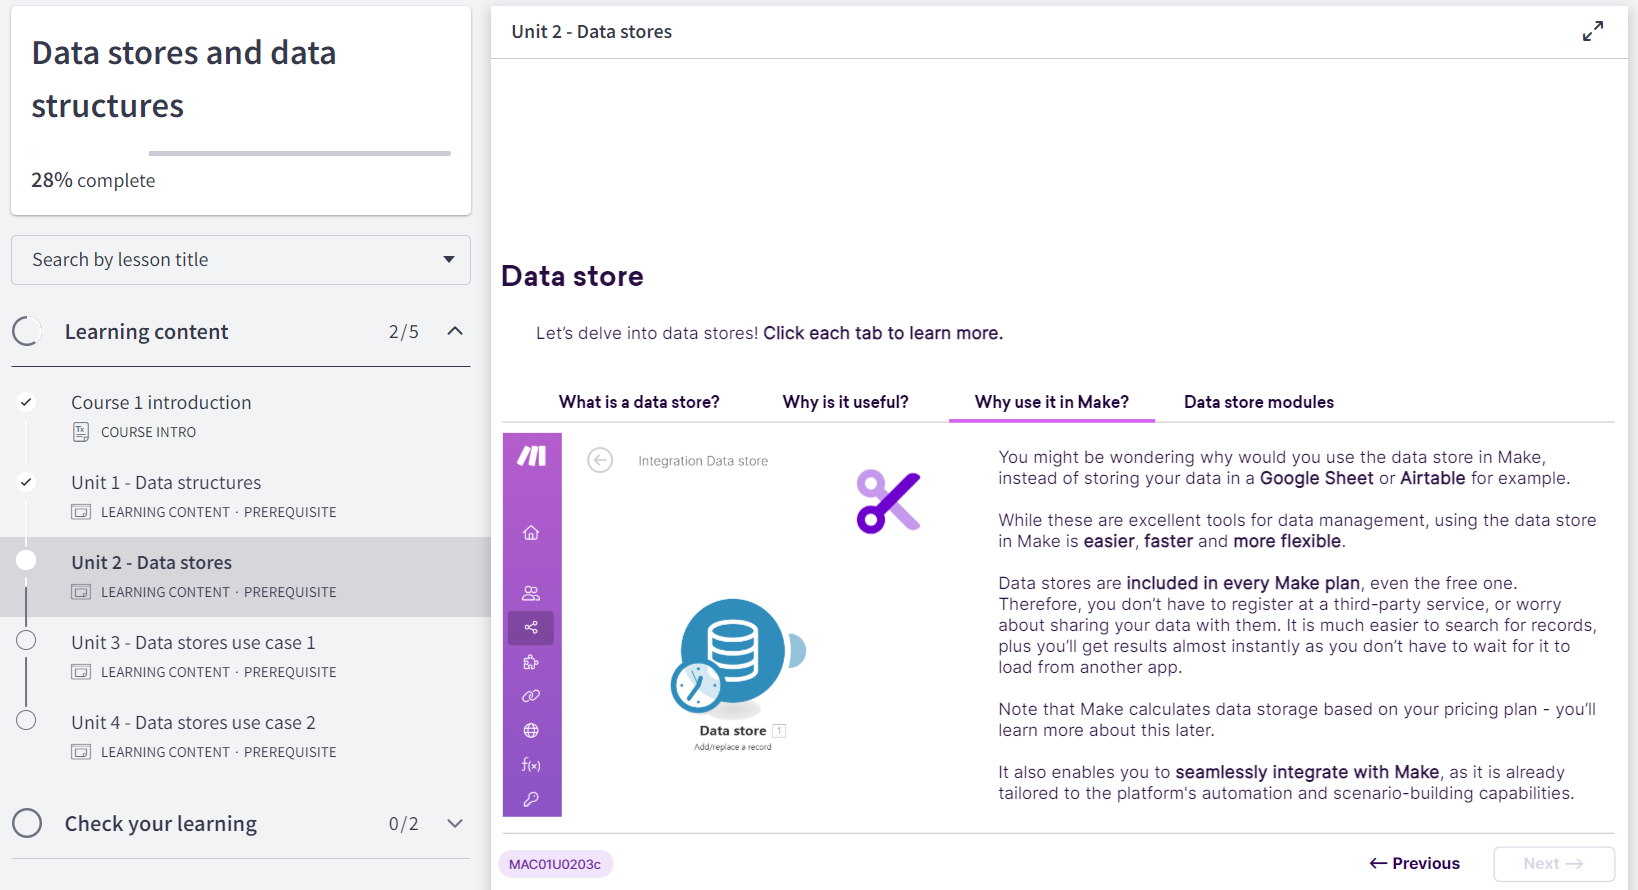 Data stores and data
structures
28% complete
Search by lesson title
Learning content 2/5
Course 1 introduction
COURSE INTRO
Unit 1 - Data structures
LEARNING CONTENT · PREREQUISITE
Unit 2 - Data stores
LEARNING CONTENT · PREREQUISITE
Unit 3 - Data stores use case 1
LEARNING CONTENT · PREREQUISITE
Unit 4 - Data stores use case 2
LEARNING CONTENT · PREREQUISITE
Check your learning 0/2
Unit 2 - Data stores
Data store
Let's delve into data stores! Click each tab to learn more.
What is a data store? Why is it useful? Why use it in Make? Data store modules
Integration Data store
f(x)
Data store 1
Add/replace a record
You might be wondering why would you use the data store in Make,
instead of storing your data in a Google Sheet or Airtable for example.
While these are excellent tools for data management, using the data store
in Make is easier, faster and more flexible.
Data stores are included in every Make plan, even the free one.
Therefore, you don’t have to register at a third-party service, or worry
about sharing your data with them. It is much easier to search for records,
plus you’ll get results almost instantly as you don’t have to wait for it to
load from another app.
Note that Make calculates data storage based on your pricing plan - you’ll
learn more about this later.
It also enables you to seamlessly integrate with Make, as it is already
tailored to the platform's automation and scenario-building capabilities.
MAC01U0203c
← Previous Next →